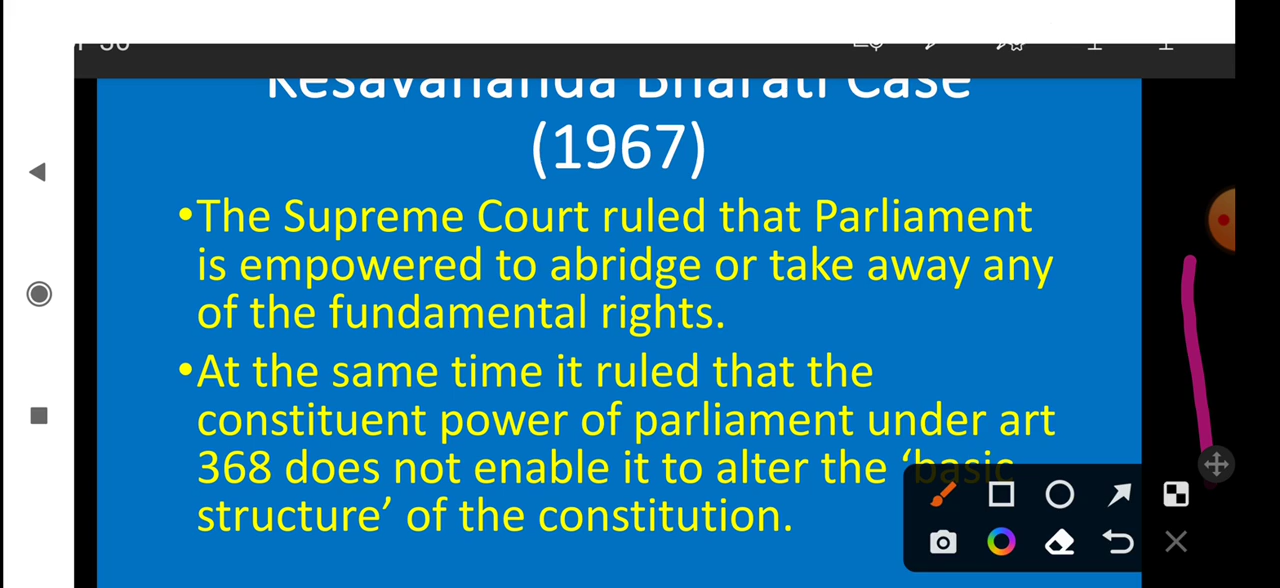 Kesavananda Bharati Case
(1967)
•The Supreme Court ruled that Parliament
is empowered to abridge or take away any
of the fundamental rights.
•At the same time it ruled that the
constituent power of parliament under art
368 does not enable it to alter the ‘basic
structure’ of the constitution.